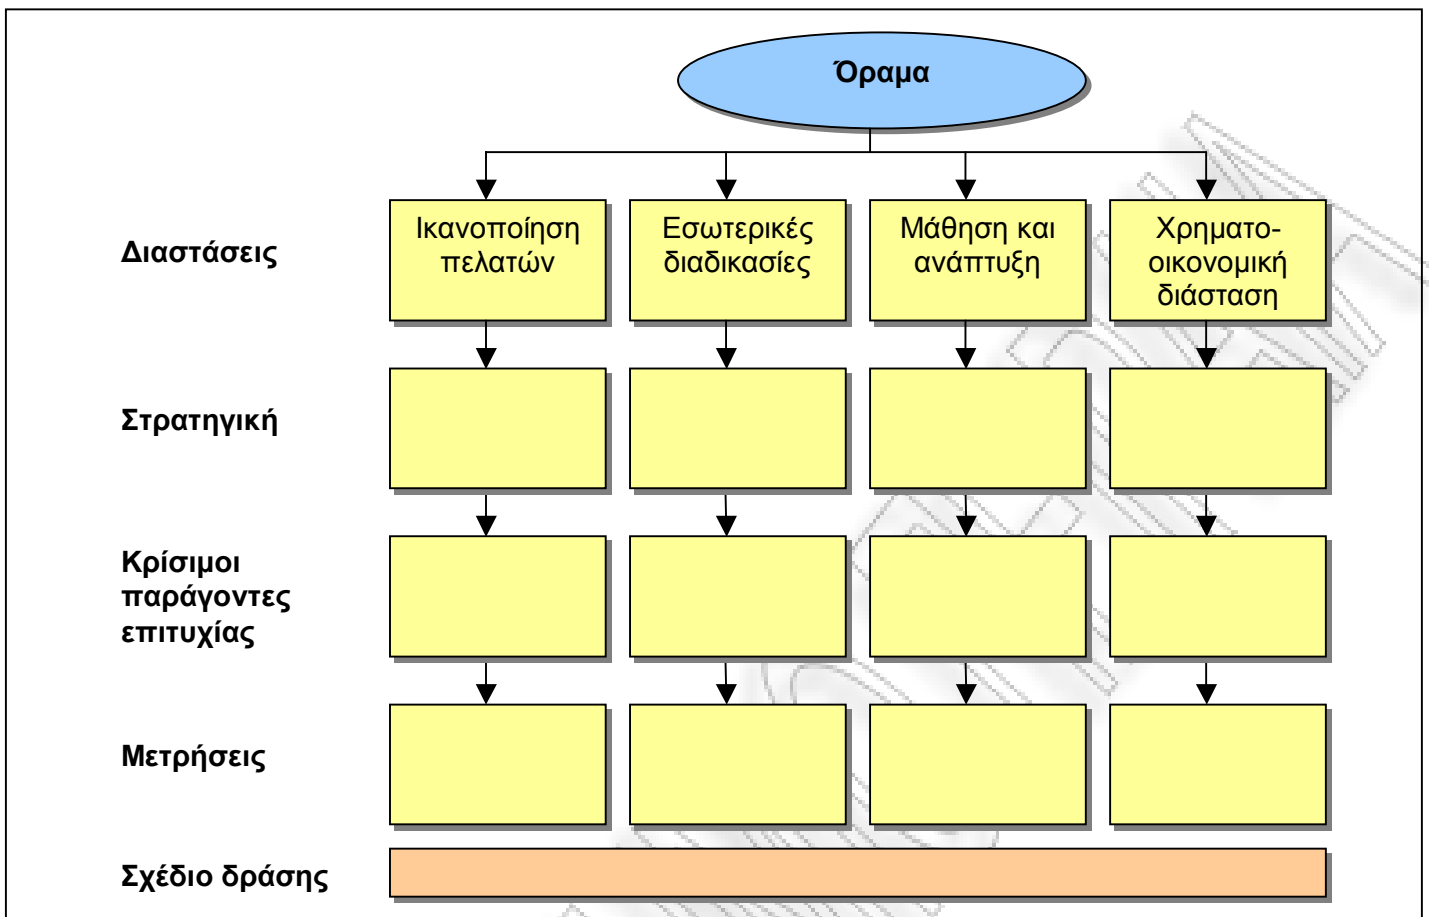 Όραμα
Διαστάσεις
Ικανοποίηση
πελατών
Εσωτερικές
διαδικασίες
Μάθηση και
ανάπτυξη
Χρηματο-
οικονομική
διάσταση
Στρατηγική
Κρίσιμοι
παράγοντες
επιτυχίας
Μετρήσεις
Σχέδιο δράσης